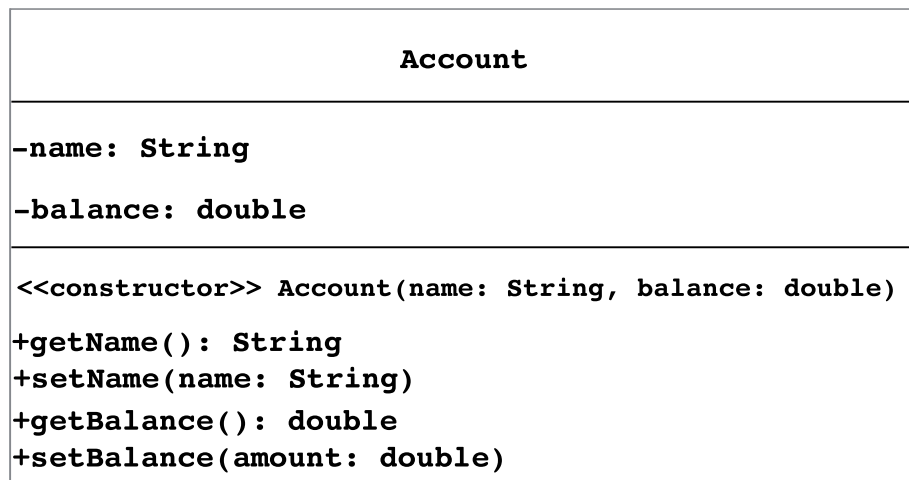 Account
-name: String
-balance: double
<<constructor>> Account(name: String, balance: double)
+getName(): String
+setName(name: String)
+getBalance(): double
+setBalance(amount: double)